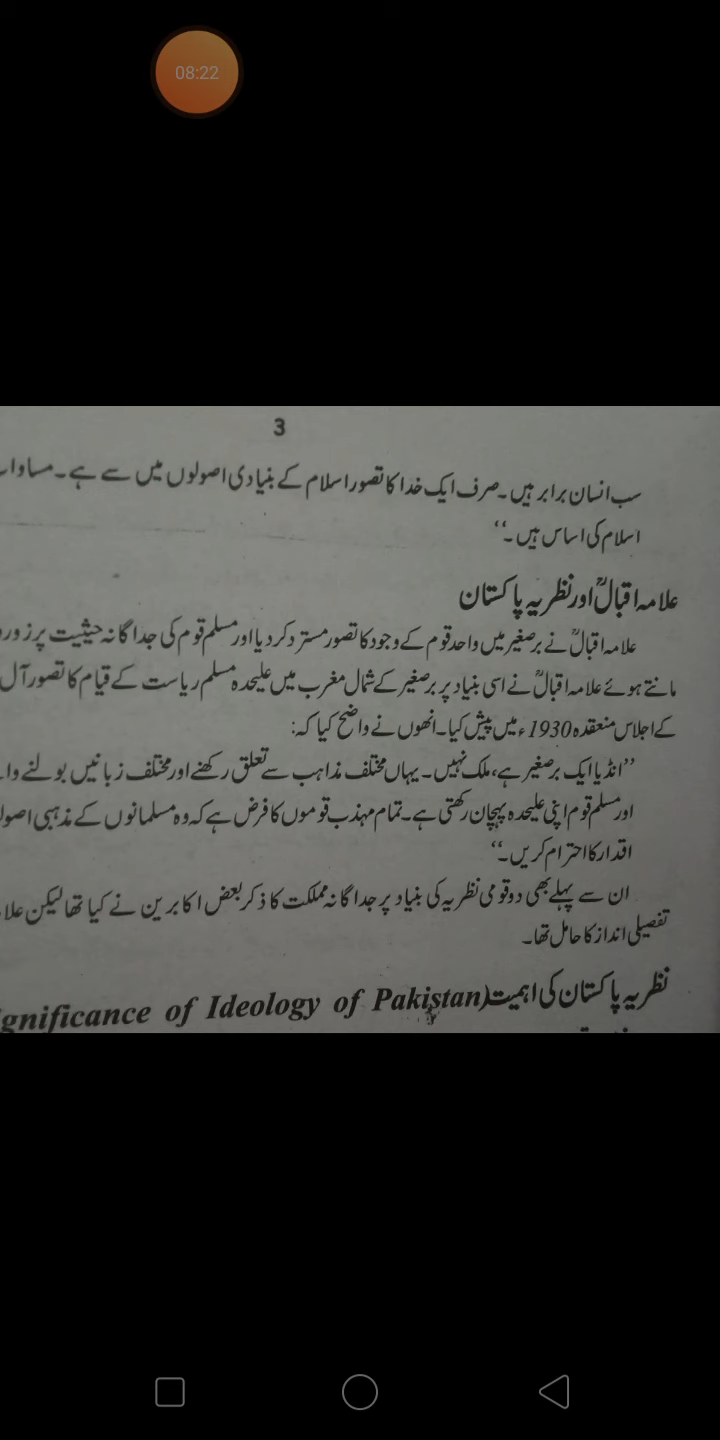 08:22
3
سب انسان برابر ہیں۔ صرف ایک خدا کا تصور اسلام کے بنیادی اصولوں میں سے ہے۔
اسلام کی اساس ہیں۔‘‘
علامہ اقبالؒ اور نظریہ پاکستان
علامہ اقبالؒ نے برصغیر میں واحد قوم کے وجود کا تصور مسترد کر دیا اور مسلم قوم کی جداگانہ حیثیت پر زور
مانتے ہوئے علامہ اقبالؒ نے اسی بنیاد پر برصغیر کے شمال مغرب میں علیحدہ مسلم ریاست کے قیام کا تصور آل
کے اجلاس منعقدہ 1930ء میں پیش کیا۔ انھوں نے واضح کیا کہ:
’’انڈیا ایک برصغیر ہے، ملک نہیں۔ یہاں مختلف مذاہب سے تعلق رکھنے اور مختلف زبانیں بولنے
اور مسلم قوم اپنی علیحدہ پہچان رکھتی ہے۔ تمام مہذب قوموں کا فرض ہے کہ وہ مسلمانوں کے مذہبی
اقدار کا احترام کریں۔‘‘
ان سے پہلے بھی دو قومی نظریہ کی بنیاد پر جداگانہ مملکت کا ذکر بعض اکابرین نے کیا تھا لیکن
تفصیلی انداز کا حامل تھا۔
نظریہ پاکستان کی اہمیت (gnificance of Ideology of Pakistan